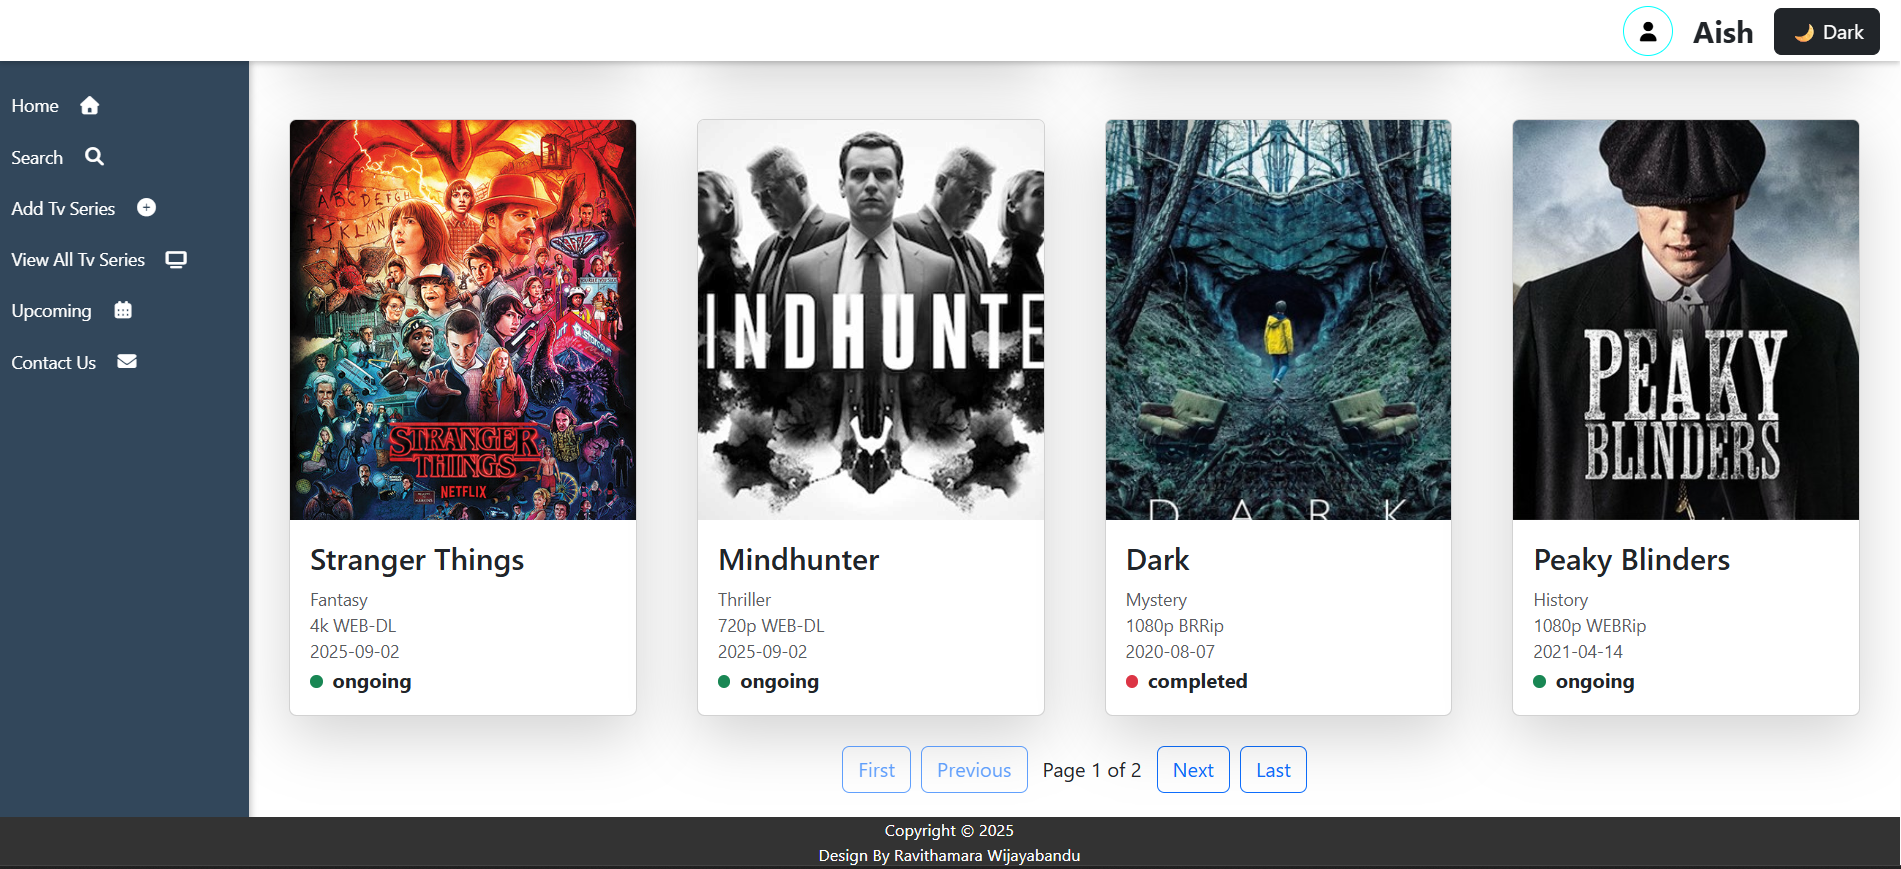 Aish
🌙 Dark
Home
Search
Add Tv Series
View All Tv Series
Upcoming
Contact Us
ABCDEFGH
IJKLMN
STRANGER
THINGS
NETFLIX
INDHUNTE
DARK
PEAKY
BLINDERS
Stranger Things
Fantasy
4k WEB-DL
2025-09-02
ongoing
Mindhunter
Thriller
720p WEB-DL
2025-09-02
ongoing
Dark
Mystery
1080p BRRip
2020-08-07
completed
Peaky Blinders
History
1080p WEBRip
2021-04-14
ongoing
First Previous Page 1 of 2 Next Last
Copyright © 2025
Design By Ravithamara Wijayabandu